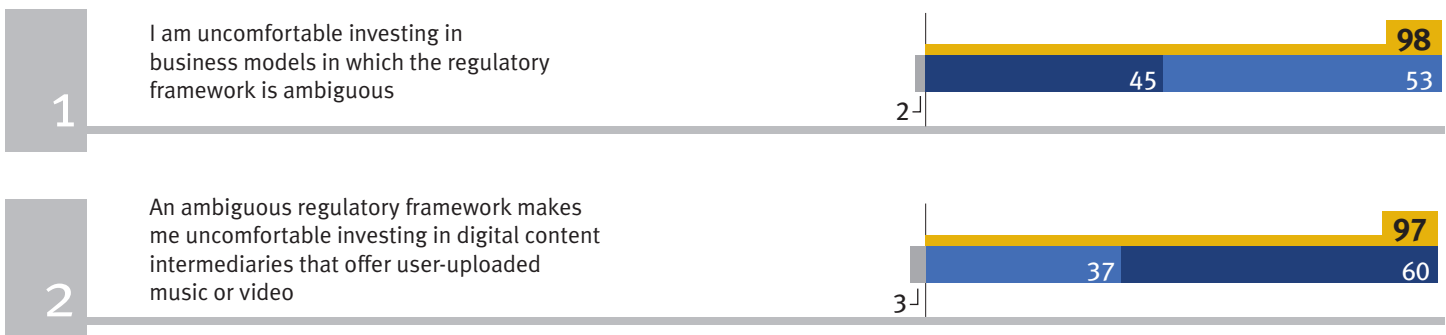 1
I am uncomfortable investing in
business models in which the regulatory
framework is ambiguous
98
45
53
2
2
An ambiguous regulatory framework makes
me uncomfortable investing in digital content
intermediaries that offer user-uploaded
music or video
97
37
60
3